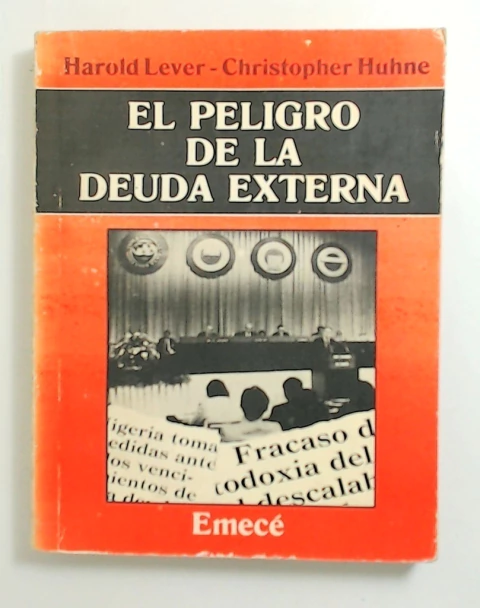 Harold Lever - Christopher Huhne
EL PELIGRO
DE LA
DEUDA EXTERNA
igeria toma
edidas ante
os venci-
ientos de
Fracaso d
todoxia del
descalab
Emecé